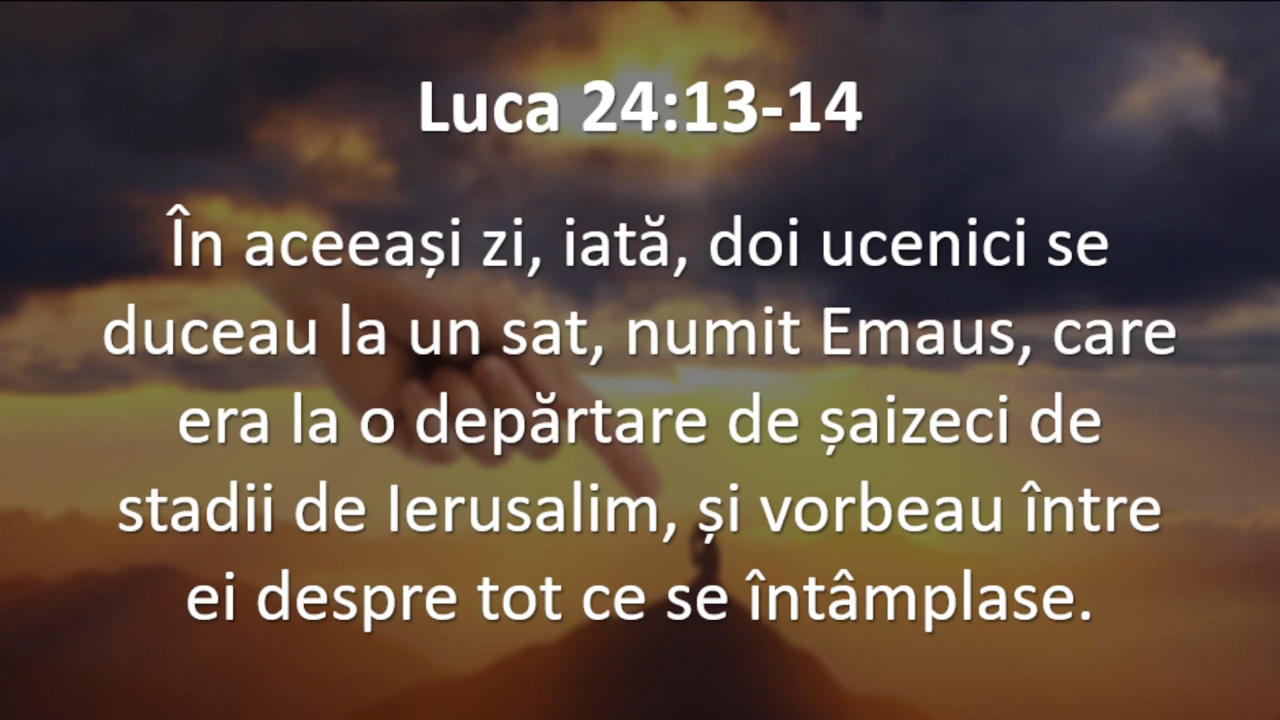 Luca 24:13-14
În aceeași zi, iată, doi ucenici se
duceau la un sat, numit Emaus, care
era la o depărtare de șaizeci de
stadii de Ierusalim, și vorbeau între
ei despre tot ce se întâmplase.